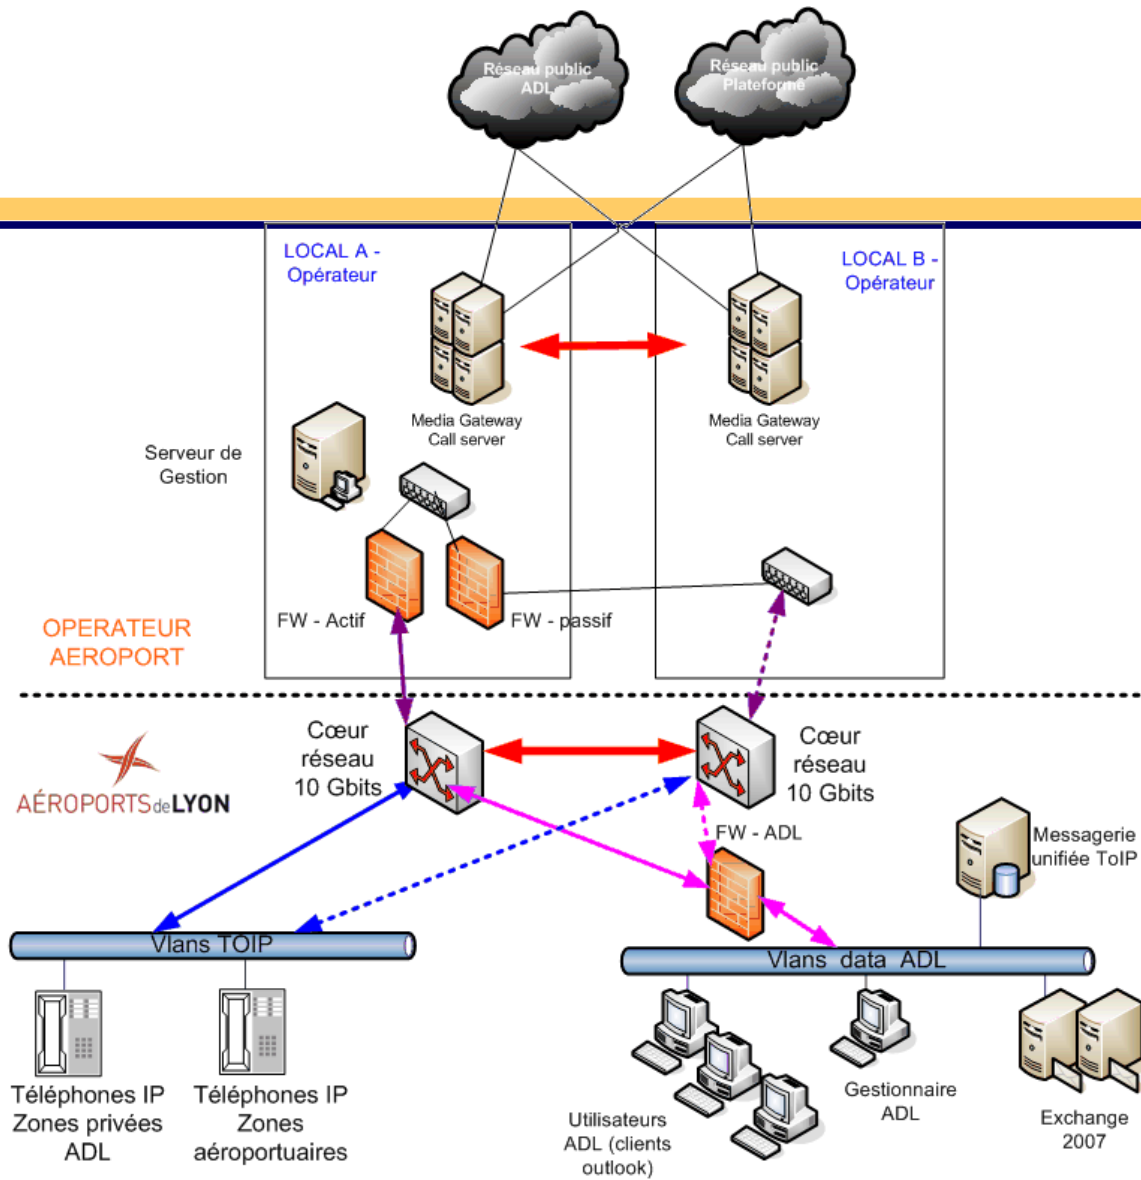 Réseau public
ADL
Réseau public
Plateforme
LOCAL A -
Opérateur
LOCAL B -
Opérateur
Media Gateway
Call server
Media Gateway
Call server
Serveur de
Gestion
FW - Actif
FW - passif
OPERATEUR
AEROPORT
Cœur
réseau
10 Gbits
Cœur
réseau
10 Gbits
AÉROPORTS de LYON
FW - ADL
Messagerie
unifiée ToIP
Vlans TOIP
Vlans data ADL
Téléphones IP
Zones privées
ADL
Téléphones IP
Zones
aéroportuaires
Utilisateurs
ADL (clients
outlook)
Gestionnaire
ADL
Exchange
2007